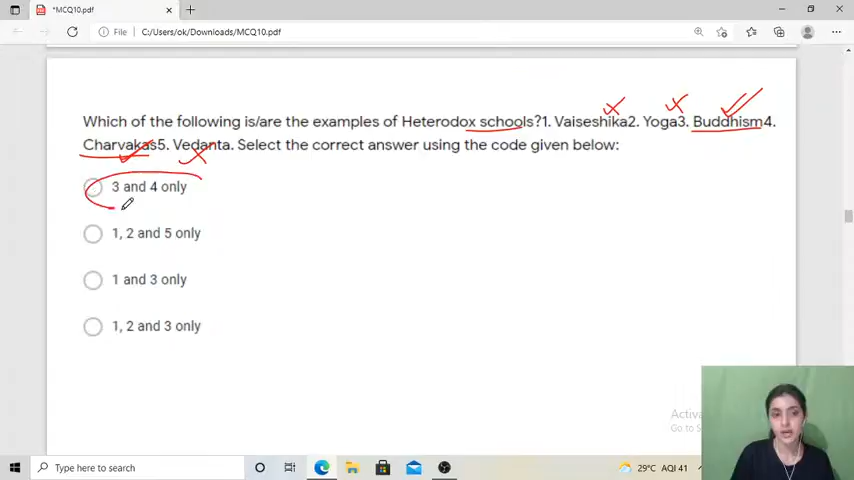 *MCQ10.pdf
File
C:/Users/ok/Downloads/MCQ10.pdf
Which of the following is/are the examples of Heterodox schools?1. Vaiseshika2. Yoga3. Buddhism4.
Charvakas5. Vedanta. Select the correct answer using the code given below:
3 and 4 only
1, 2 and 5 only
1 and 3 only
1, 2 and 3 only
Activa
Go to S
Type here to search
29°C AQI 41